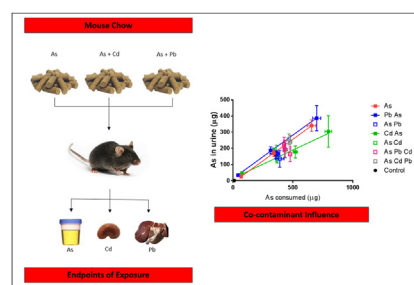 Mouse Chow
As
As + Cd
As + Pb
As
Cd
Pb
Endpoints of Exposure
As in urine (µg)
500
400
300
200
100
0
0
500
1000
As consumed (µg)
As
Pb As
As Pb
Cd As
As Cd
As Pb Cd
As Cd Pb
Control
Co-contaminant Influence